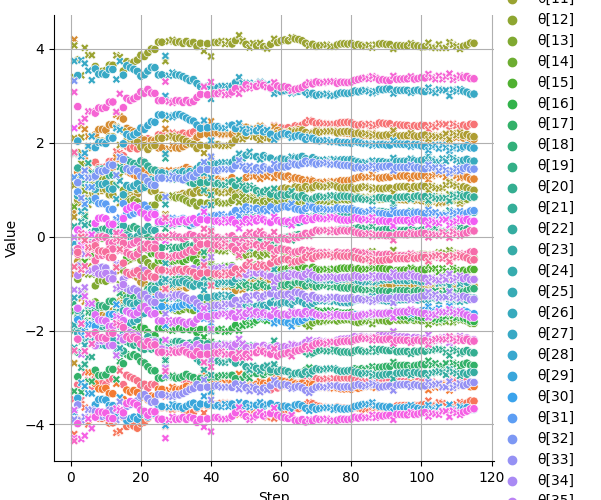 Value
4
2
0
−2
−4
0
20
40
60
80
100
120
Step
θ[11]
θ[12]
θ[13]
θ[14]
θ[15]
θ[16]
θ[17]
θ[18]
θ[19]
θ[20]
θ[21]
θ[22]
θ[23]
θ[24]
θ[25]
θ[26]
θ[27]
θ[28]
θ[29]
θ[30]
θ[31]
θ[32]
θ[33]
θ[34]
θ[35]